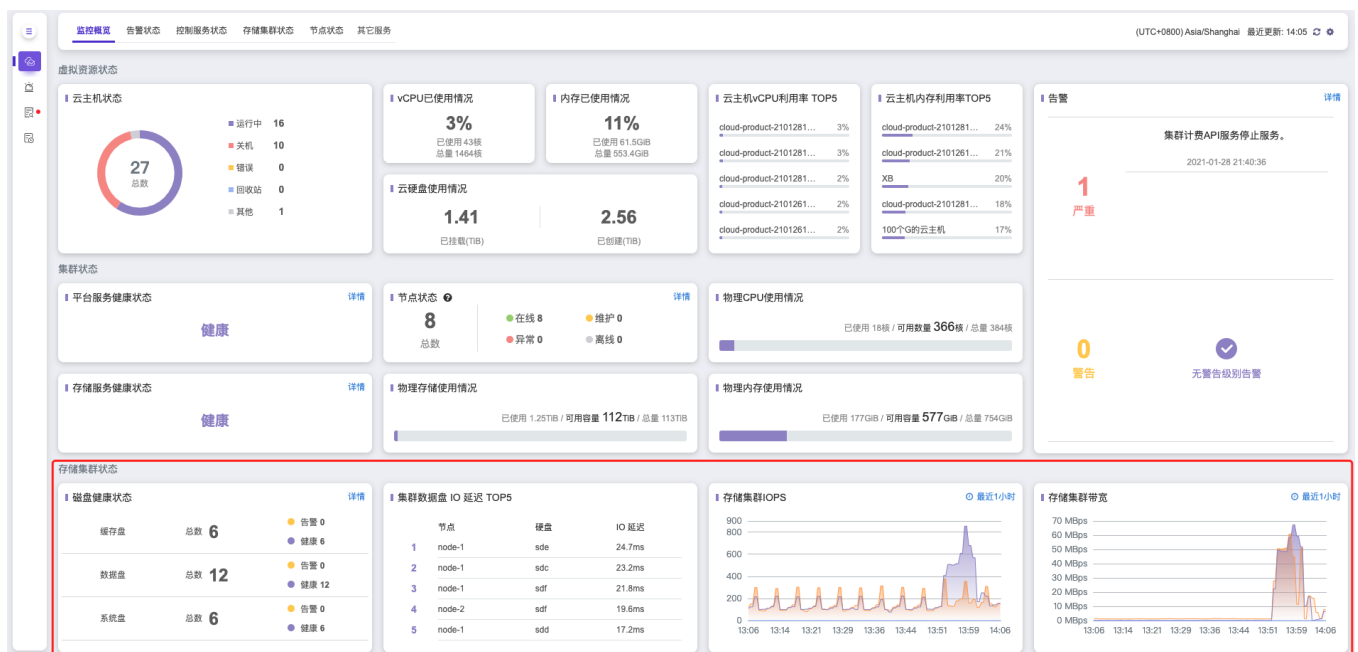 监控概览 告警状态 控制服务状态 存储集群状态 节点状态 其它服务
(UTC+0800) Asia/Shanghai 最近更新: 14:05
虚拟资源状态
云主机状态
27
总数
运行中 16
关机 10
错误 0
回收站 0
其他 1
vCPU已使用情况
3%
已使用 43核
总量 1464核
内存已使用情况
11%
已使用 61.5GiB
总量 553.4GiB
云硬盘使用情况
1.41
已挂载(TiB)
2.56
已创建(TiB)
云主机vCPU利用率 TOP5
cloud-product-2101281... 3%
cloud-product-2101281... 3%
cloud-product-2101281... 2%
cloud-product-2101261... 2%
cloud-product-2101261... 2%
云主机内存利用率TOP5
cloud-product-2101281... 24%
cloud-product-2101261... 21%
XB 20%
cloud-product-2101281... 18%
100个G的云主机 17%
告警 详情
1
严重
集群计费API服务停止服务。
2021-01-28 21:40:36
0
警告
无警告级别告警
集群状态
平台服务健康状态 详情
健康
节点状态 详情
8
总数
在线 8
维护 0
异常 0
离线 0
物理CPU使用情况
已使用 18核 / 可用数量 366核 / 总量 384核
存储服务健康状态 详情
健康
物理存储使用情况
已使用 1.25TiB / 可用容量 112TiB / 总量 113TiB
物理内存使用情况
已使用 177GiB / 可用容量 577GiB / 总量 754GiB
存储集群状态
磁盘健康状态 详情
缓存盘 总数 6
告警 0
健康 6
数据盘 总数 12
告警 0
健康 12
系统盘 总数 6
告警 0
健康 6
集群数据盘 IO 延迟 TOP5
节点 硬盘 IO 延迟
1 node-1 sde 24.7ms
2 node-1 sdc 23.2ms
3 node-1 sdf 21.8ms
4 node-2 sdf 19.6ms
5 node-1 sdd 17.2ms
存储集群IOPS 最近1小时
900
800
600
400
200
0
13:06 13:14 13:21 13:29 13:36 13:44 13:51 13:59 14:06
存储集群带宽 最近1小时
70 MBps
60 MBps
50 MBps
40 MBps
30 MBps
20 MBps
10 MBps
0 MBps
13:06 13:14 13:21 13:29 13:36 13:44 13:51 13:59 14:06